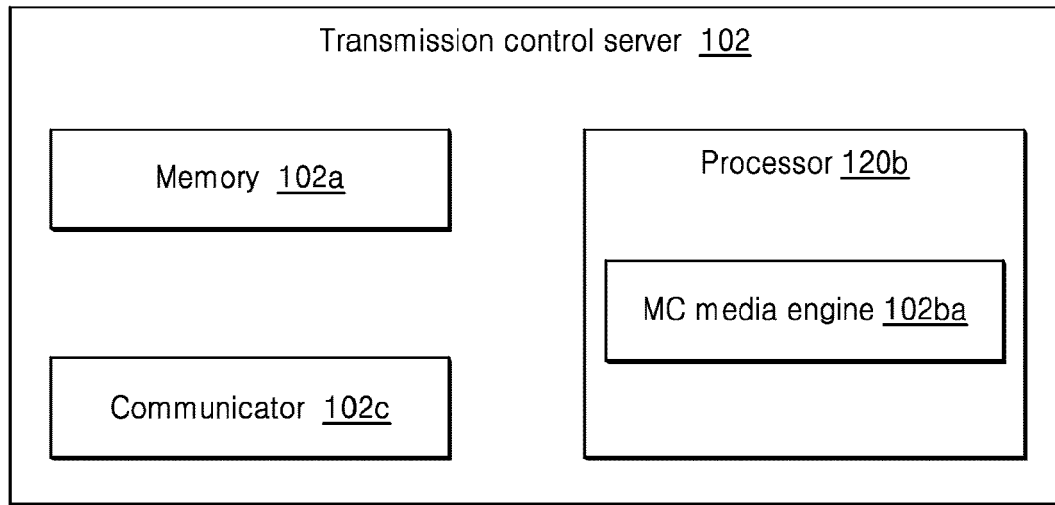 Transmission control server 102
Memory 102a
Processor 120b
MC media engine 102ba
Communicator 102c